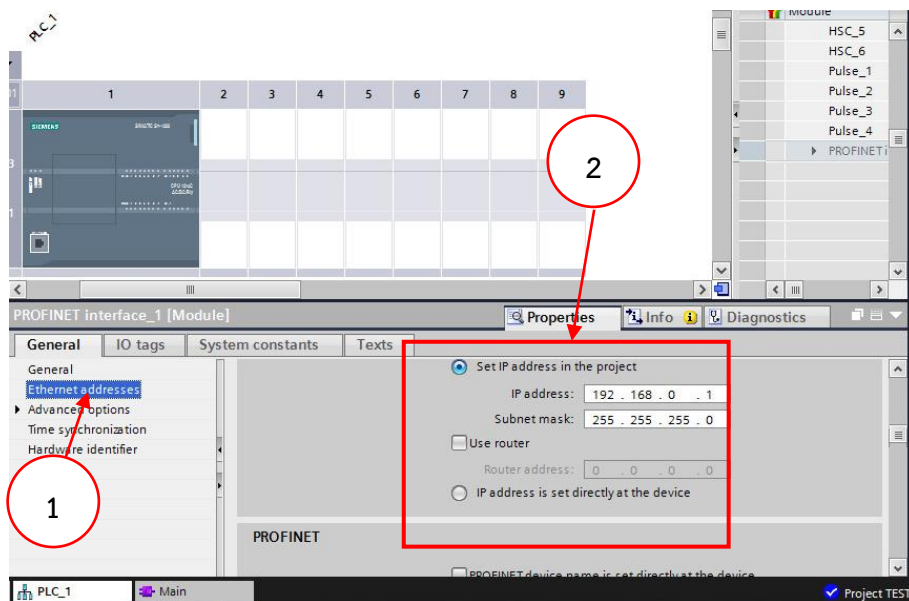 PLC_1
Module
HSC_5
HSC_6
Pulse_1
Pulse_2
Pulse_3
Pulse_4
PROFINET i
1 2 3 4 5 6 7 8 9
SIEMENS
2
PROFINET interface_1 [Module]
Properties Info Diagnostics
General IO tags System constants Texts
General
Ethernet addresses
Advanced options
Time synchronization
Hardware identifier
1
Set IP address in the project
IP address: 192 . 168 . 0 . 1
Subnet mask: 255 . 255 . 255 . 0
Use router
Router address: 0 . 0 . 0 . 0
IP address is set directly at the device
PROFINET
PROFINET device name is set directly at the device
PLC_1 Main Project TEST